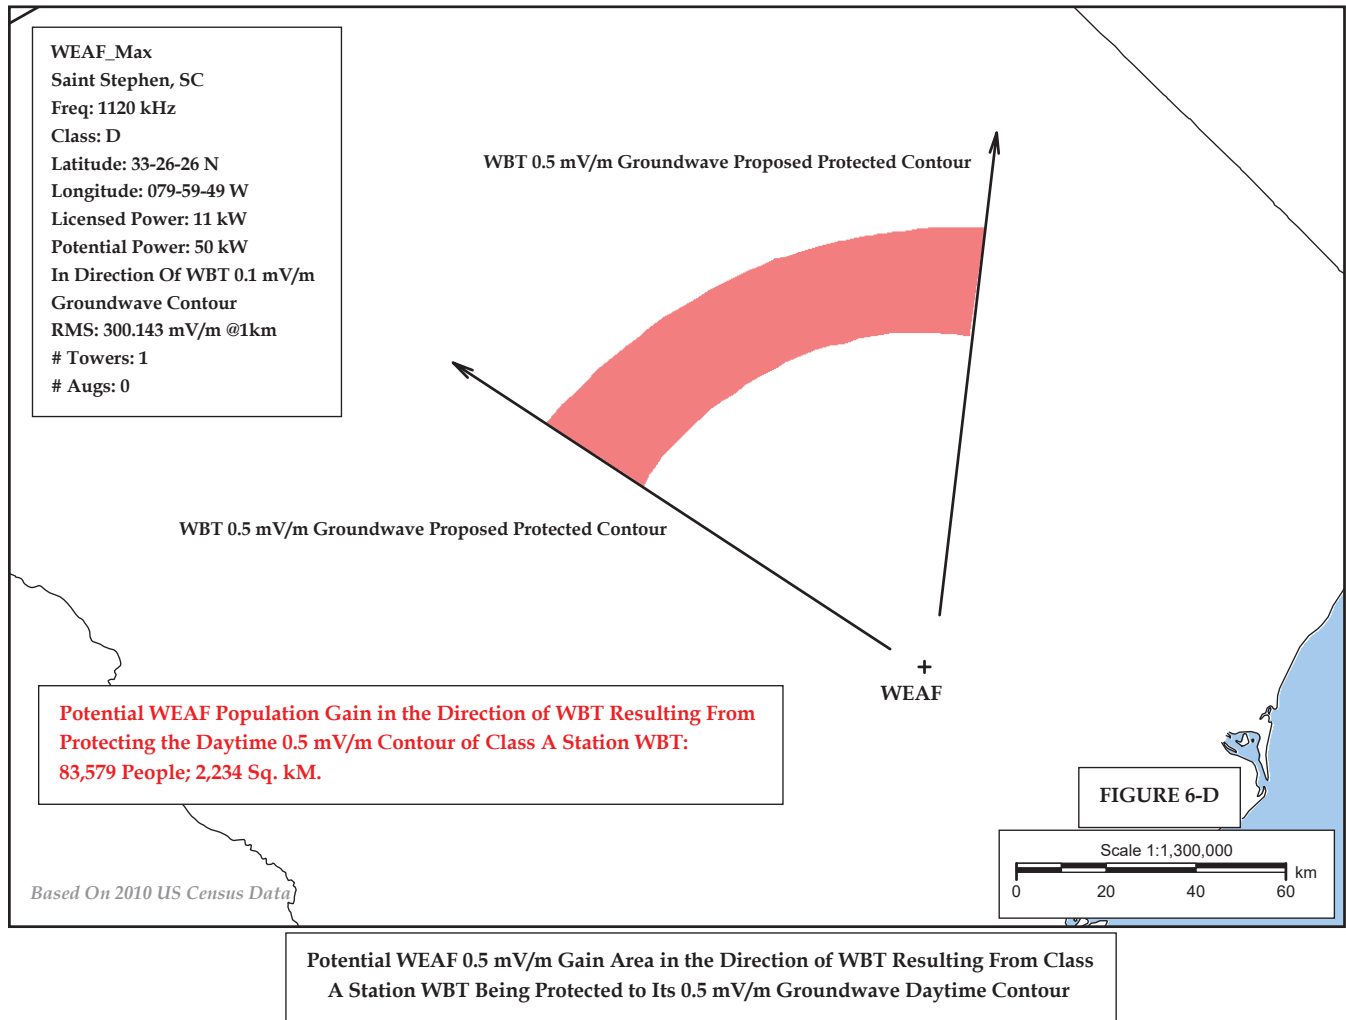 WEAF_Max
Saint Stephen, SC
Freq: 1120 kHz
Class: D
Latitude: 33-26-26 N
Longitude: 079-59-49 W
Licensed Power: 11 kW
Potential Power: 50 kW
In Direction Of WBT 0.1 mV/m
Groundwave Contour
RMS: 300.143 mV/m @1km
# Towers: 1
# Augs: 0
WBT 0.5 mV/m Groundwave Proposed Protected Contour
WBT 0.5 mV/m Groundwave Proposed Protected Contour
WEAF
Potential WEAF Population Gain in the Direction of WBT Resulting From
Protecting the Daytime 0.5 mV/m Contour of Class A Station WBT:
83,579 People; 2,234 Sq. kM.
FIGURE 6-D
Scale 1:1,300,000
km
0 20 40 60
Based On 2010 US Census Data
Potential WEAF 0.5 mV/m Gain Area in the Direction of WBT Resulting From Class
A Station WBT Being Protected to Its 0.5 mV/m Groundwave Daytime Contour